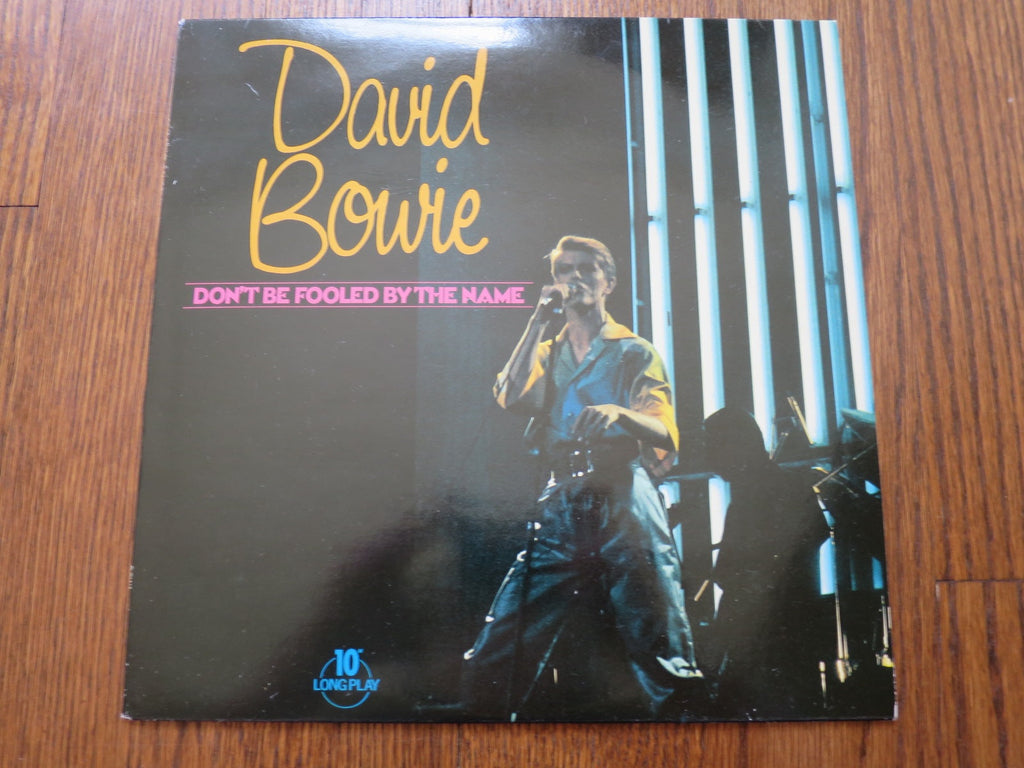 David
Bowie
DON'T BE FOOLED BY THE NAME
10"
LONG PLAY